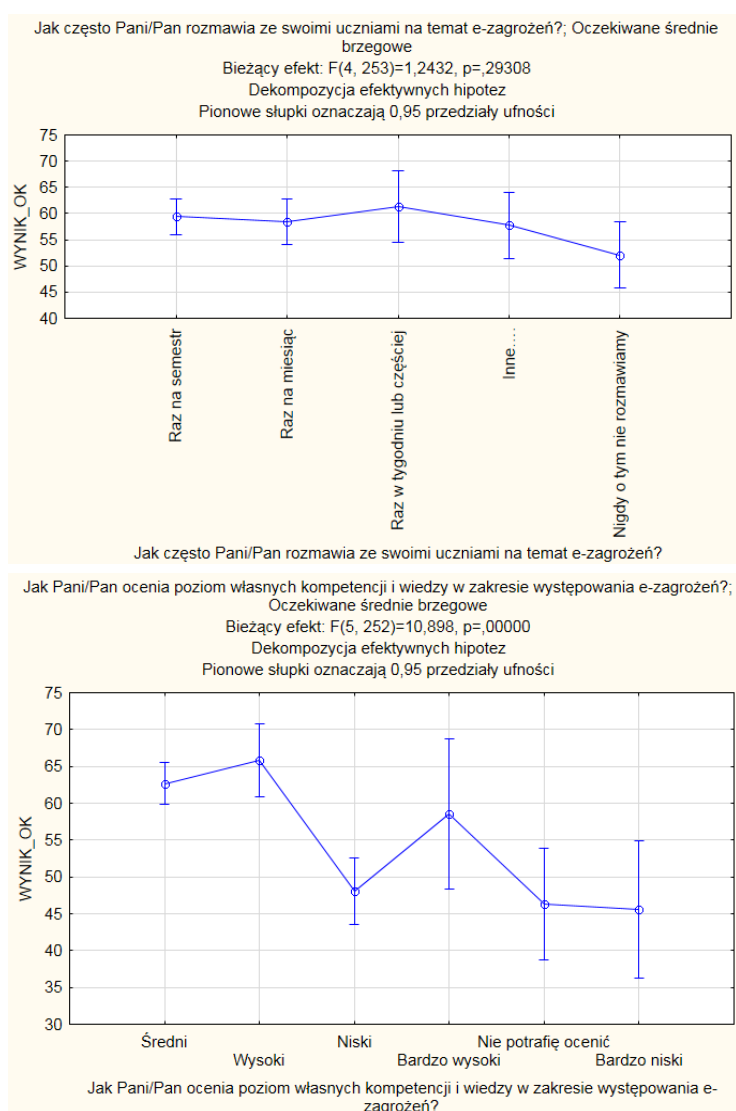 Jak często Pani/Pan rozmawia ze swoimi uczniami na temat e-zagrożeń?; Oczekiwane średnie
brzegowe
Bieżący efekt: F(4, 253)=1,2432, p=,29308
Dekompozycja efektywnych hipotez
Pionowe słupki oznaczają 0,95 przedziały ufności
75
70
65
60
55
50
45
40
WYNIK_OK
Raz na semestr
Raz na miesiąc
Raz w tygodniu lub częściej
Inne....
Nigdy o tym nie rozmawiamy
Jak często Pani/Pan rozmawia ze swoimi uczniami na temat e-zagrożeń?
Jak Pani/Pan ocenia poziom własnych kompetencji i wiedzy w zakresie występowania e-zagrożeń?;
Oczekiwane średnie brzegowe
Bieżący efekt: F(5, 252)=10,898, p=,00000
Dekompozycja efektywnych hipotez
Pionowe słupki oznaczają 0,95 przedziały ufności
75
70
65
60
55
50
45
40
35
30
WYNIK_OK
Średni
Wysoki
Niski
Bardzo wysoki
Nie potrafię ocenić
Bardzo niski
Jak Pani/Pan ocenia poziom własnych kompetencji i wiedzy w zakresie występowania e-
zagrożeń?